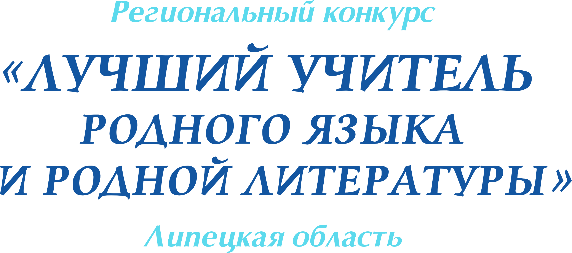 Региональный конкурс
«ЛУЧШИЙ УЧИТЕЛЬ
РОДНОГО ЯЗЫКА
И РОДНОЙ ЛИТЕРАТУРЫ»
Липецкая область